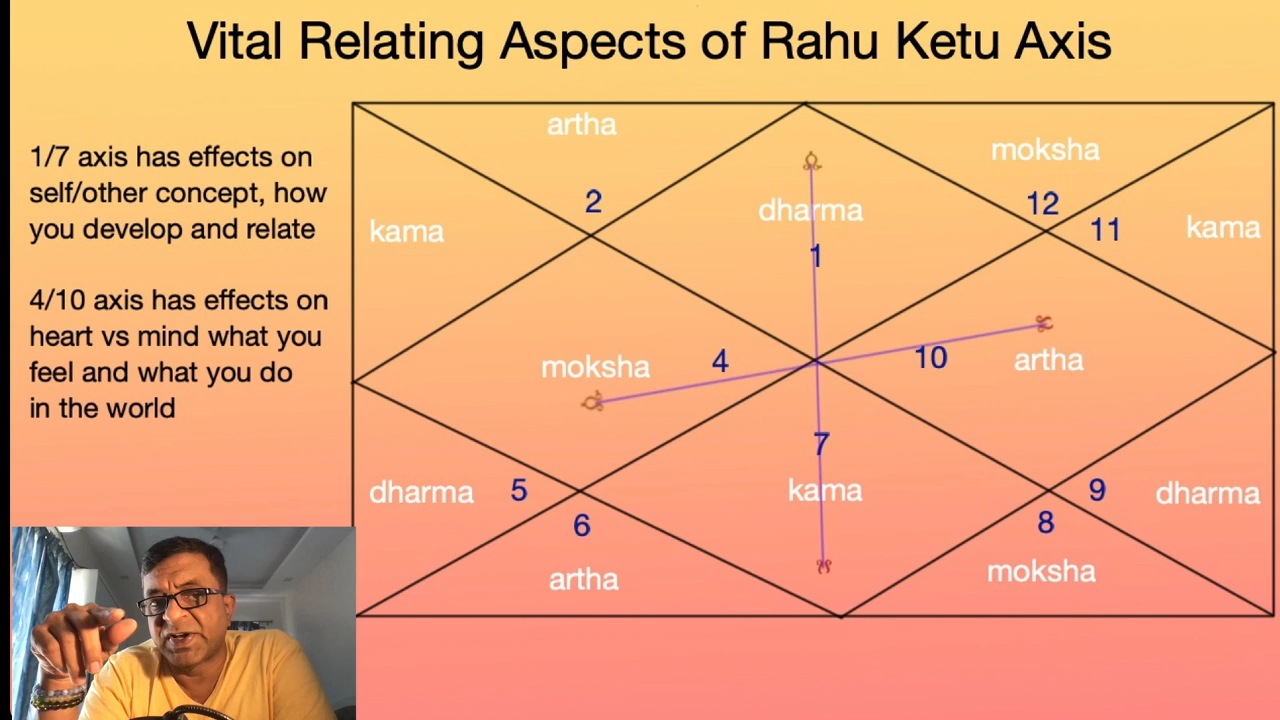 Vital Relating Aspects of Rahu Ketu Axis
1/7 axis has effects on
self/other concept, how
you develop and relate
4/10 axis has effects on
heart vs mind what you
feel and what you do
in the world
artha
2
kama
dharma
1
moksha
12
11
kama
moksha
4
10
artha
7
kama
dharma
5
6
artha
9
dharma
8
moksha